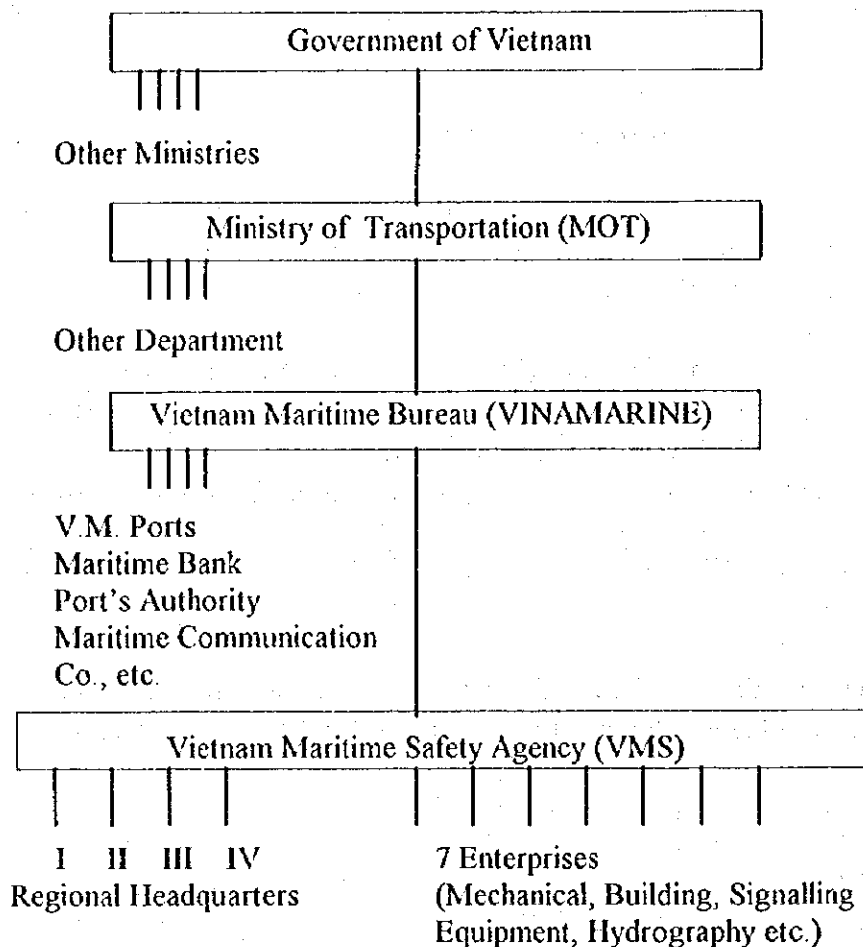 Government of Vietnam
Other Ministries
Ministry of Transportation (MOT)
Other Department
Vietnam Maritime Bureau (VINAMARINE)
V.M. Ports
Maritime Bank
Port's Authority
Maritime Communication
Co., etc.
Vietnam Maritime Safety Agency (VMS)
I II III IV
Regional Headquarters
7 Enterprises
(Mechanical, Building, Signalling
Equipment, Hydrography etc.)